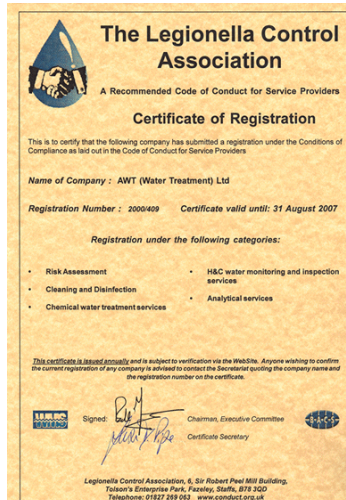 The Legionella Control
Association
A Recommended Code of Conduct for Service Providers
Certificate of Registration
This is to certify that the following company has submitted a registration under the Conditions of
Compliance as laid out in the Code of Conduct for Service Providers
Name of Company : AWT (Water Treatment) Ltd
Registration Number : 2000/409 Certificate valid until: 31 August 2007
Registration under the following categories:
• Risk Assessment
• Cleaning and Disinfection
• Chemical water treatment services
• H&C water monitoring and inspection
services
• Analytical services
This certificate is issued annually and is subject to verification via the WebSite. Anyone wishing to confirm
the current registration of any company is advised to contact the Secretariat quoting the company name and
the registration number on the certificate.
Signed:
Chairman, Executive Committee
Certificate Secretary
Legionella Control Association, 6, Sir Robert Peel Mill Building,
Tolson's Enterprise Park, Fazeley, Staffs, B78 3QD
Telephone: 01827 269 053 www.conduct.org.uk